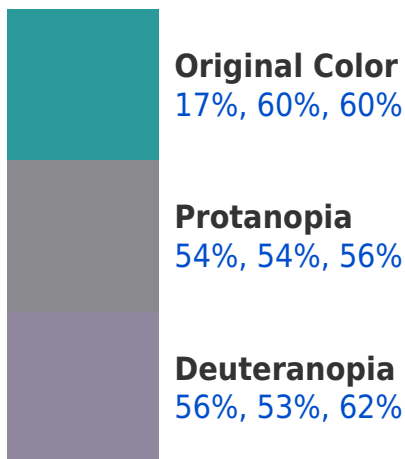 Original Color
17%, 60%, 60%
Protanopia
54%, 54%, 56%
Deuteranopia
56%, 53%, 62%